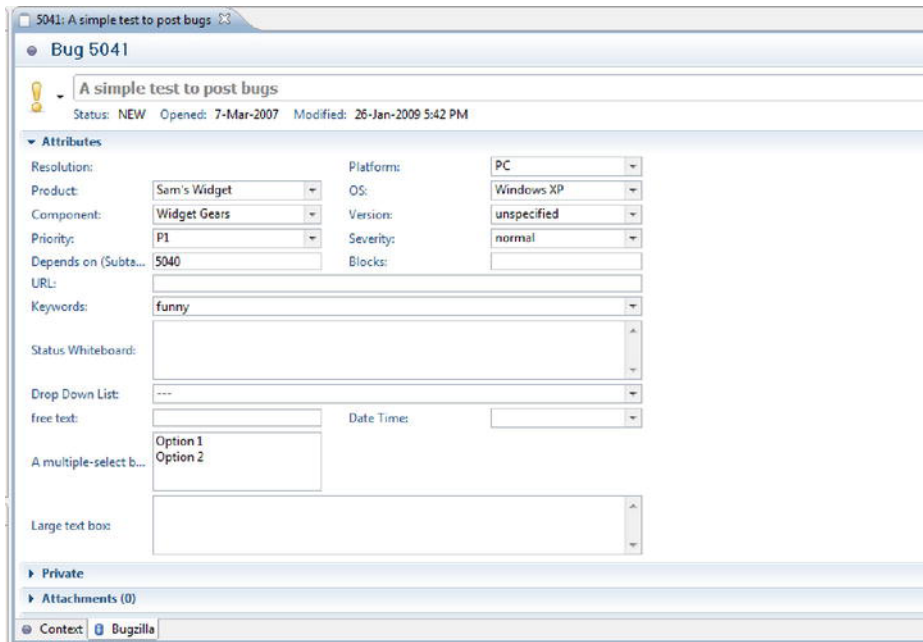 5041: A simple test to post bugs
Bug 5041
A simple test to post bugs
Status: NEW Opened: 7-Mar-2007 Modified: 26-Jan-2009 5:42 PM
Attributes
Resolution: Platform: PC
Product: Sam's Widget OS: Windows XP
Component: Widget Gears Version: unspecified
Priority: P1 Severity: normal
Depends on (Subta... 5040 Blocks:
URL:
Keywords: funny
Status Whiteboard:
Drop Down List: ---
free text: Date Time:
A multiple-select b... Option 1
Option 2
Large text box:
Private
Attachments (0)
Context Bugzilla